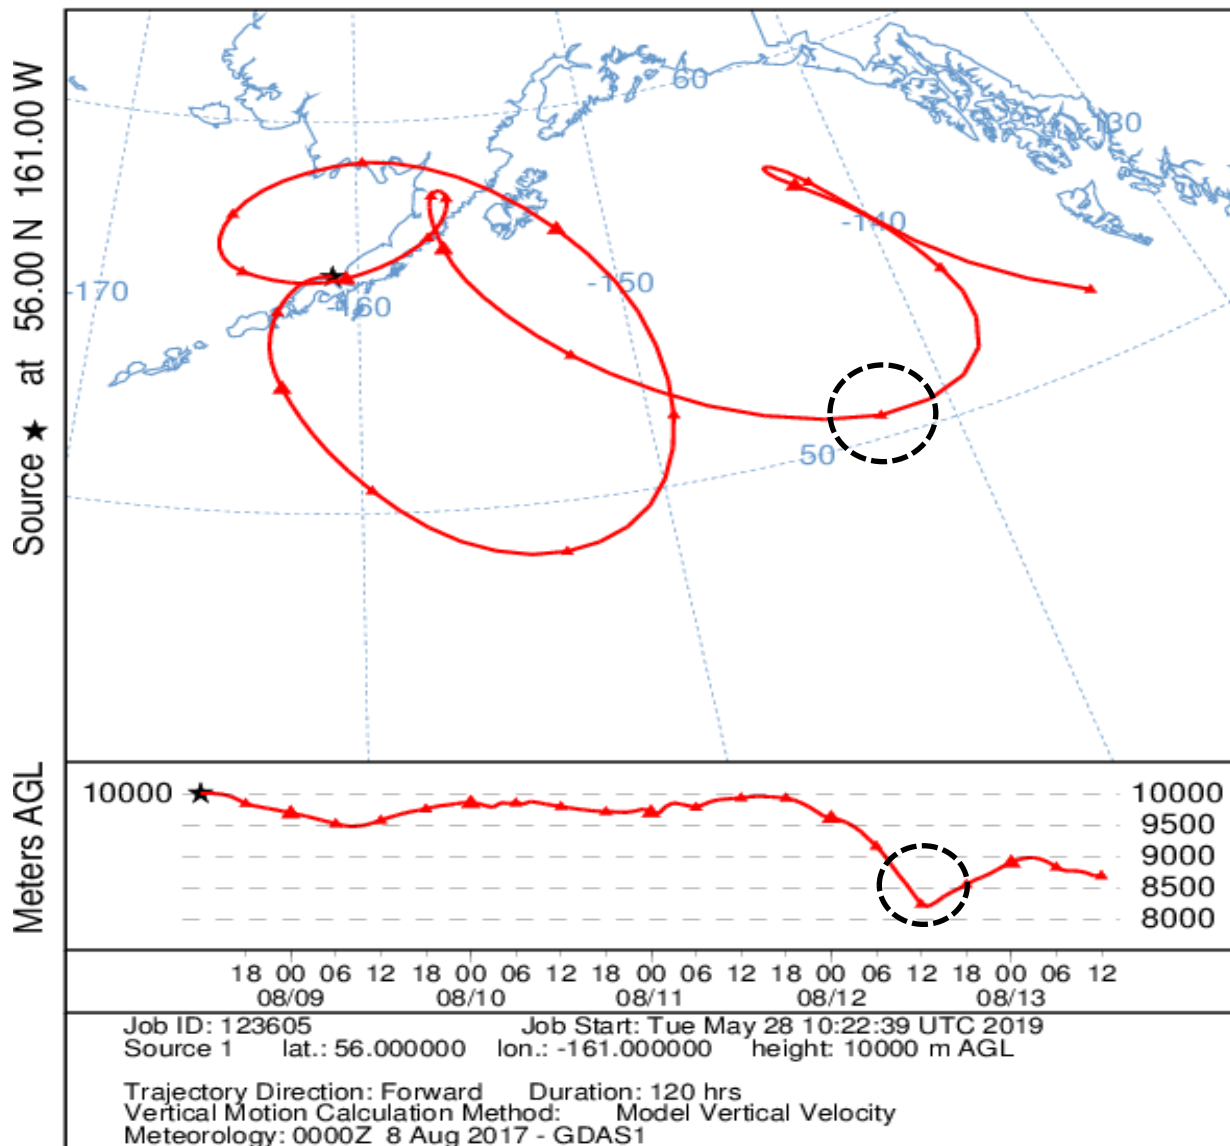 Source ★ at 56.00 N 161.00 W
60
-130
-140
-150
-170
-160
50
Meters AGL
10000
10000
9500
9000
8500
8000
18 00 06 12 18 00 06 12 18 00 06 12 18 00 06 12 18 00 06 12
08/09 08/10 08/11 08/12 08/13
Job ID: 123605 Job Start: Tue May 28 10:22:39 UTC 2019
Source 1 lat.: 56.000000 lon.: -161.000000 height: 10000 m AGL
Trajectory Direction: Forward Duration: 120 hrs
Vertical Motion Calculation Method: Model Vertical Velocity
Meteorology: 0000Z 8 Aug 2017 - GDAS1